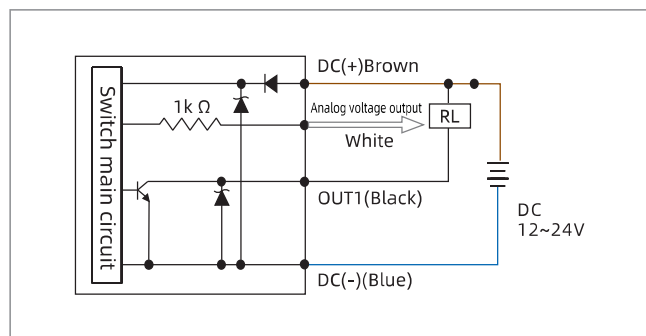 DC(+)Brown
Switch main circuit
1k Ω
Analog voltage output
RL
White
OUT1(Black)
DC
12~24V
DC(-)(Blue)